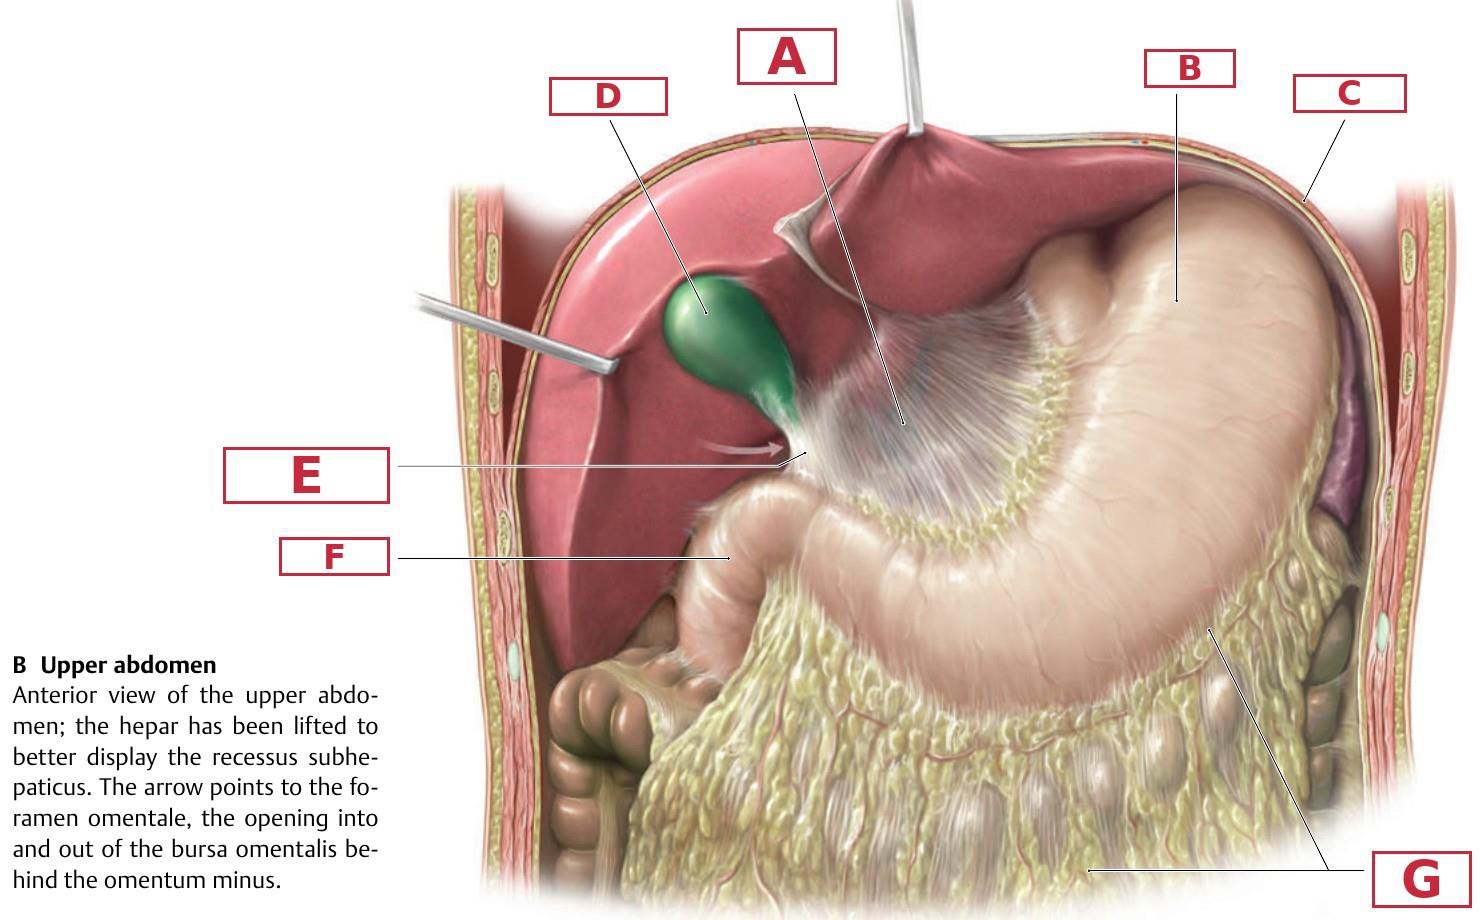 A
B
D
C
E
F
B Upper abdomen
Anterior view of the upper abdo-
men; the hepar has been lifted to
better display the recessus subhe-
paticus. The arrow points to the fo-
ramen omentale, the opening into
and out of the bursa omentalis be-
hind the omentum minus.
G